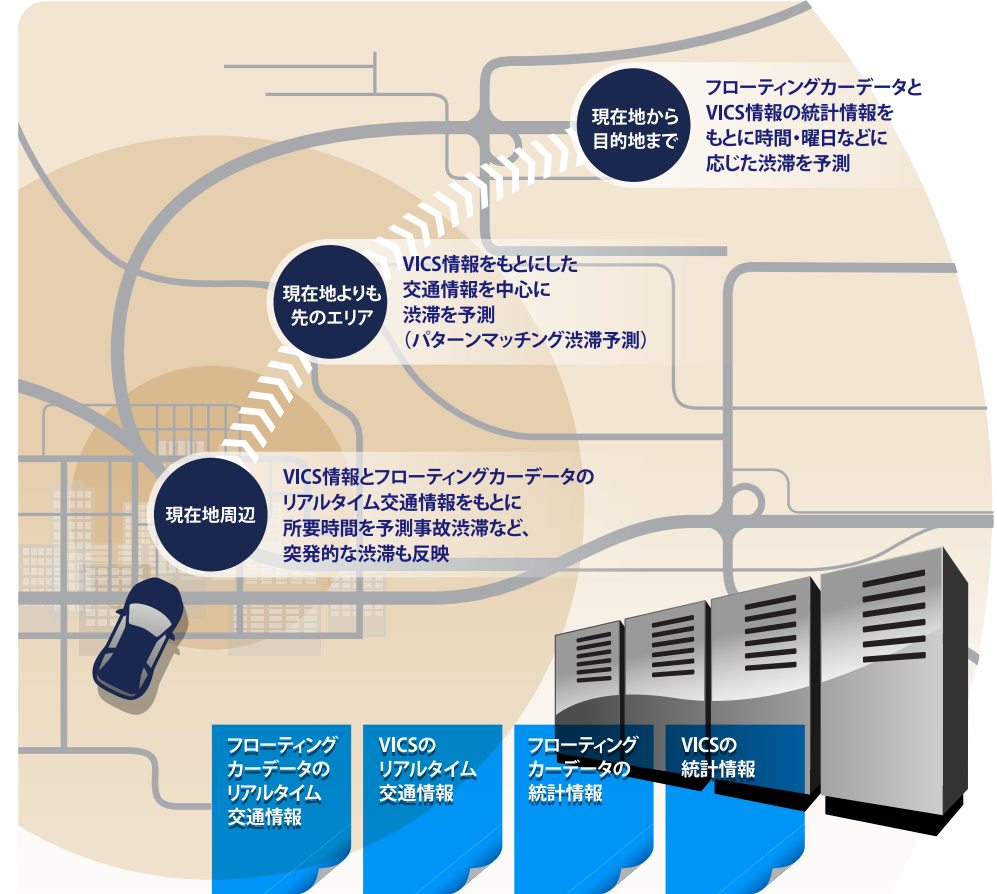 現在地から
目的地まで
フローティングカーデータと
VICS情報の統計情報を
もとに時間・曜日などに
応じた渋滞を予測
現在地よりも
先のエリア
VICS情報をもとにした
交通情報を中心に
渋滞を予測
（パターンマッチング渋滞予測）
現在地周辺
VICS情報とフローティングカーデータの
リアルタイム交通情報をもとに
所要時間を予測事故渋滞など、
突発的な渋滞も反映
フローティング
カーデータの
リアルタイム
交通情報
VICSの
リアルタイム
交通情報
フローティング
カーデータの
統計情報
VICSの
統計情報